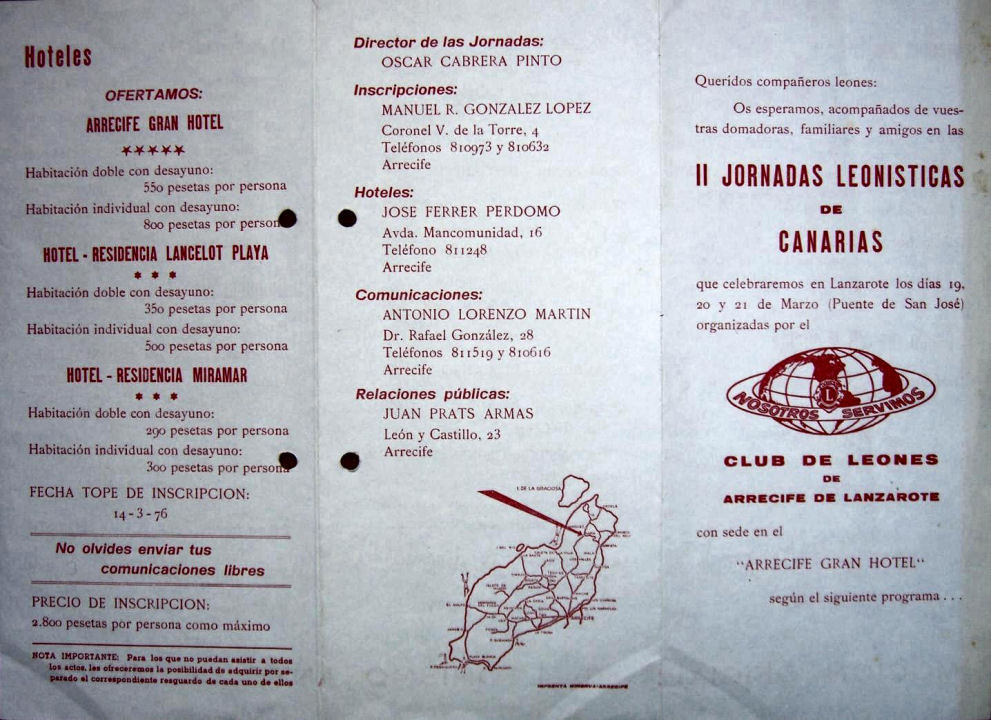 Hoteles
OFERTAMOS:
ARRECIFE GRAN HOTEL
★★★★★
Habitación doble con desayuno:
550 pesetas por persona
Habitación individual con desayuno:
800 pesetas por persona
HOTEL - RESIDENCIA LANCELOT PLAYA
* * *
Habitación doble con desayuno:
350 pesetas por persona
Habitación individual con desayuno:
500 pesetas por persona
HOTEL - RESIDENCIA MIRAMAR
* * *
Habitación doble con desayuno:
290 pesetas por persona
Habitación individual con desayuno:
300 pesetas por persona
FECHA TOPE DE INSCRIPCION:
14-3-76
No olvides enviar tus
comunicaciones libres
PRECIO DE INSCRIPCION:
2.800 pesetas por persona como máximo
NOTA IMPORTANTE: Para los que no puedan asistir a todos
los actos, les ofreceremos la posibilidad de adquirir por se-
parado el correspondiente resguardo de cada uno de ellos
Director de las Jornadas:
OSCAR CABRERA PINTO
Inscripciones:
MANUEL R. GONZALEZ LOPEZ
Coronel V. de la Torre, 4
Teléfonos 810973 y 810632
Arrecife
Hoteles:
JOSE FERRER PERDOMO
Avda. Mancomunidad, 16
Teléfono 811248
Arrecife
Comunicaciones:
ANTONIO LORENZO MARTIN
Dr. Rafael González, 28
Teléfonos 811519 y 810616
Arrecife
Relaciones públicas:
JUAN PRATS ARMAS
León y Castillo, 23
Arrecife
I. DE LA GRACIOSA
IMPRENTA MINERVA-ARRECIFE
Queridos compañeros leones:
Os esperamos, acompañados de vues-
tras domadoras, familiares y amigos en las
II JORNADAS LEONISTICAS
DE
CANARIAS
que celebraremos en Lanzarote los días 19,
20 y 21 de Marzo (Puente de San José)
organizadas por el
L
NOSOTROS SERVIMOS
CLUB DE LEONES
DE
ARRECIFE DE LANZAROTE
con sede en el
"ARRECIFE GRAN HOTEL"
según el siguiente programa . . .